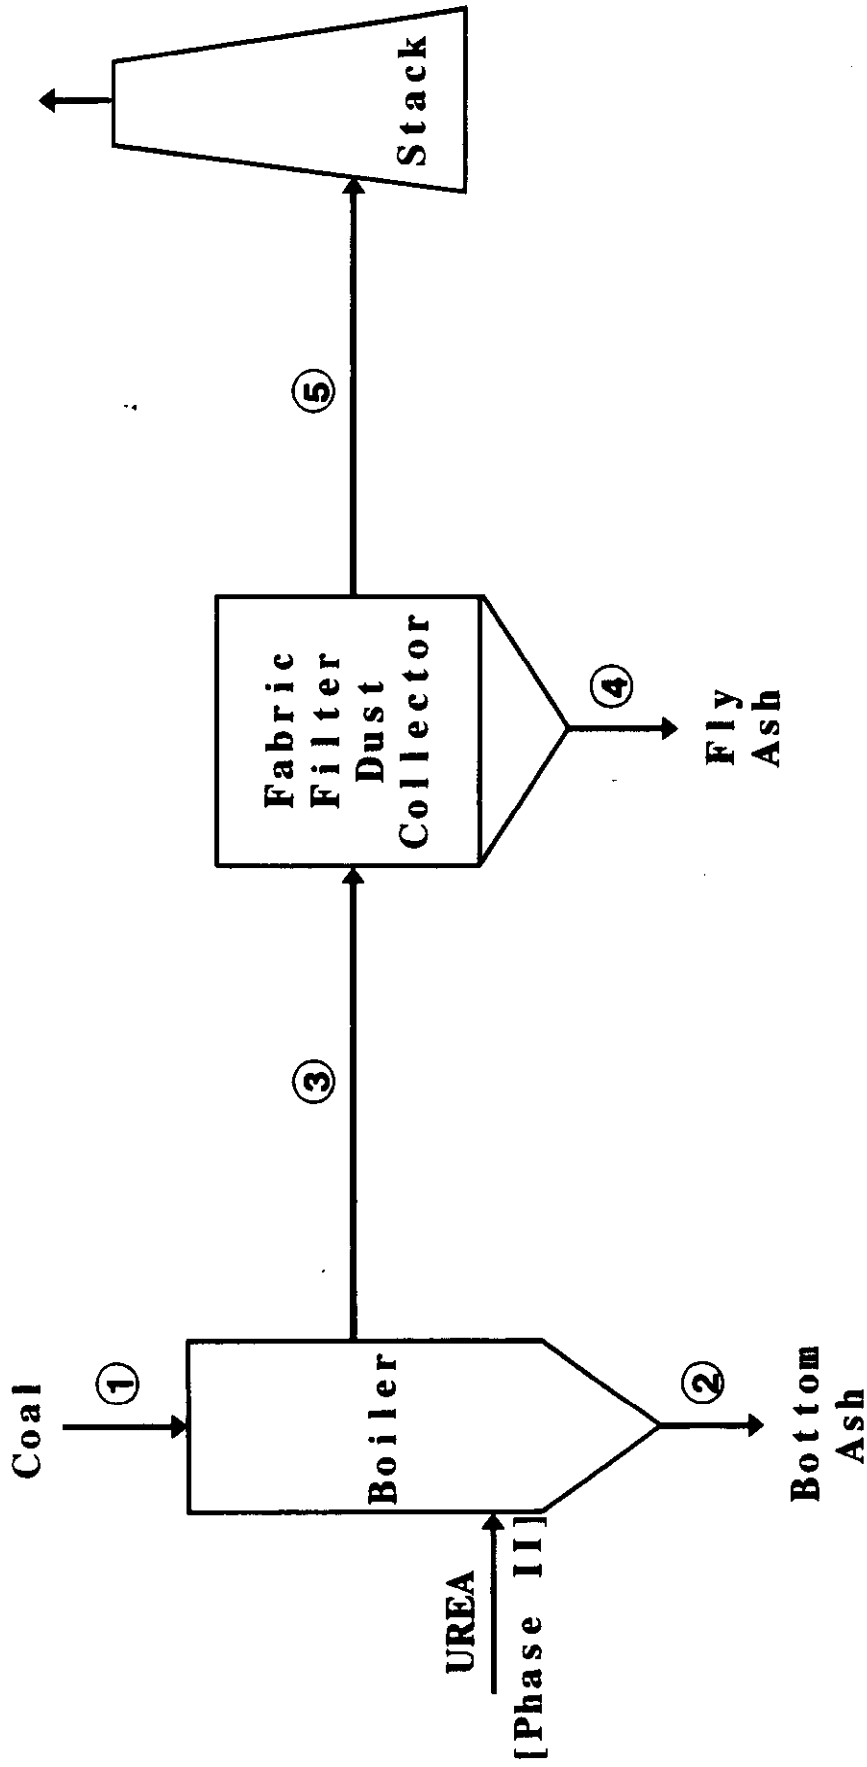 Coal
①
Boiler
UREA
[Phase II]
②
Bottom
Ash
③
Fabric
Filter
Dust
Collector
④
Fly
Ash
⑤
Stack